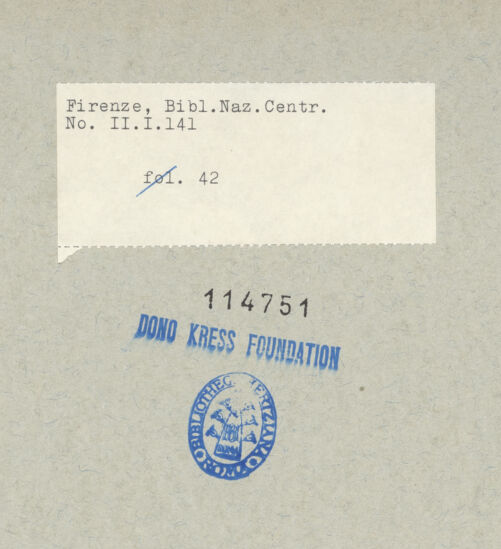 Firenze, Bibl.Naz.Centr.
No. II.I.141
fol. 42
114751
DONO KRESS FOUNDATION